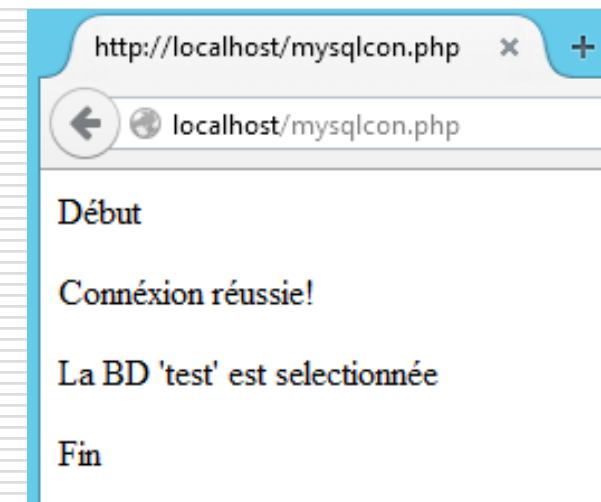 http://localhost/mysqlcon.php
localhost/mysqlcon.php
Début
Connéxion réussie!
La BD 'test' est selectionnée
Fin